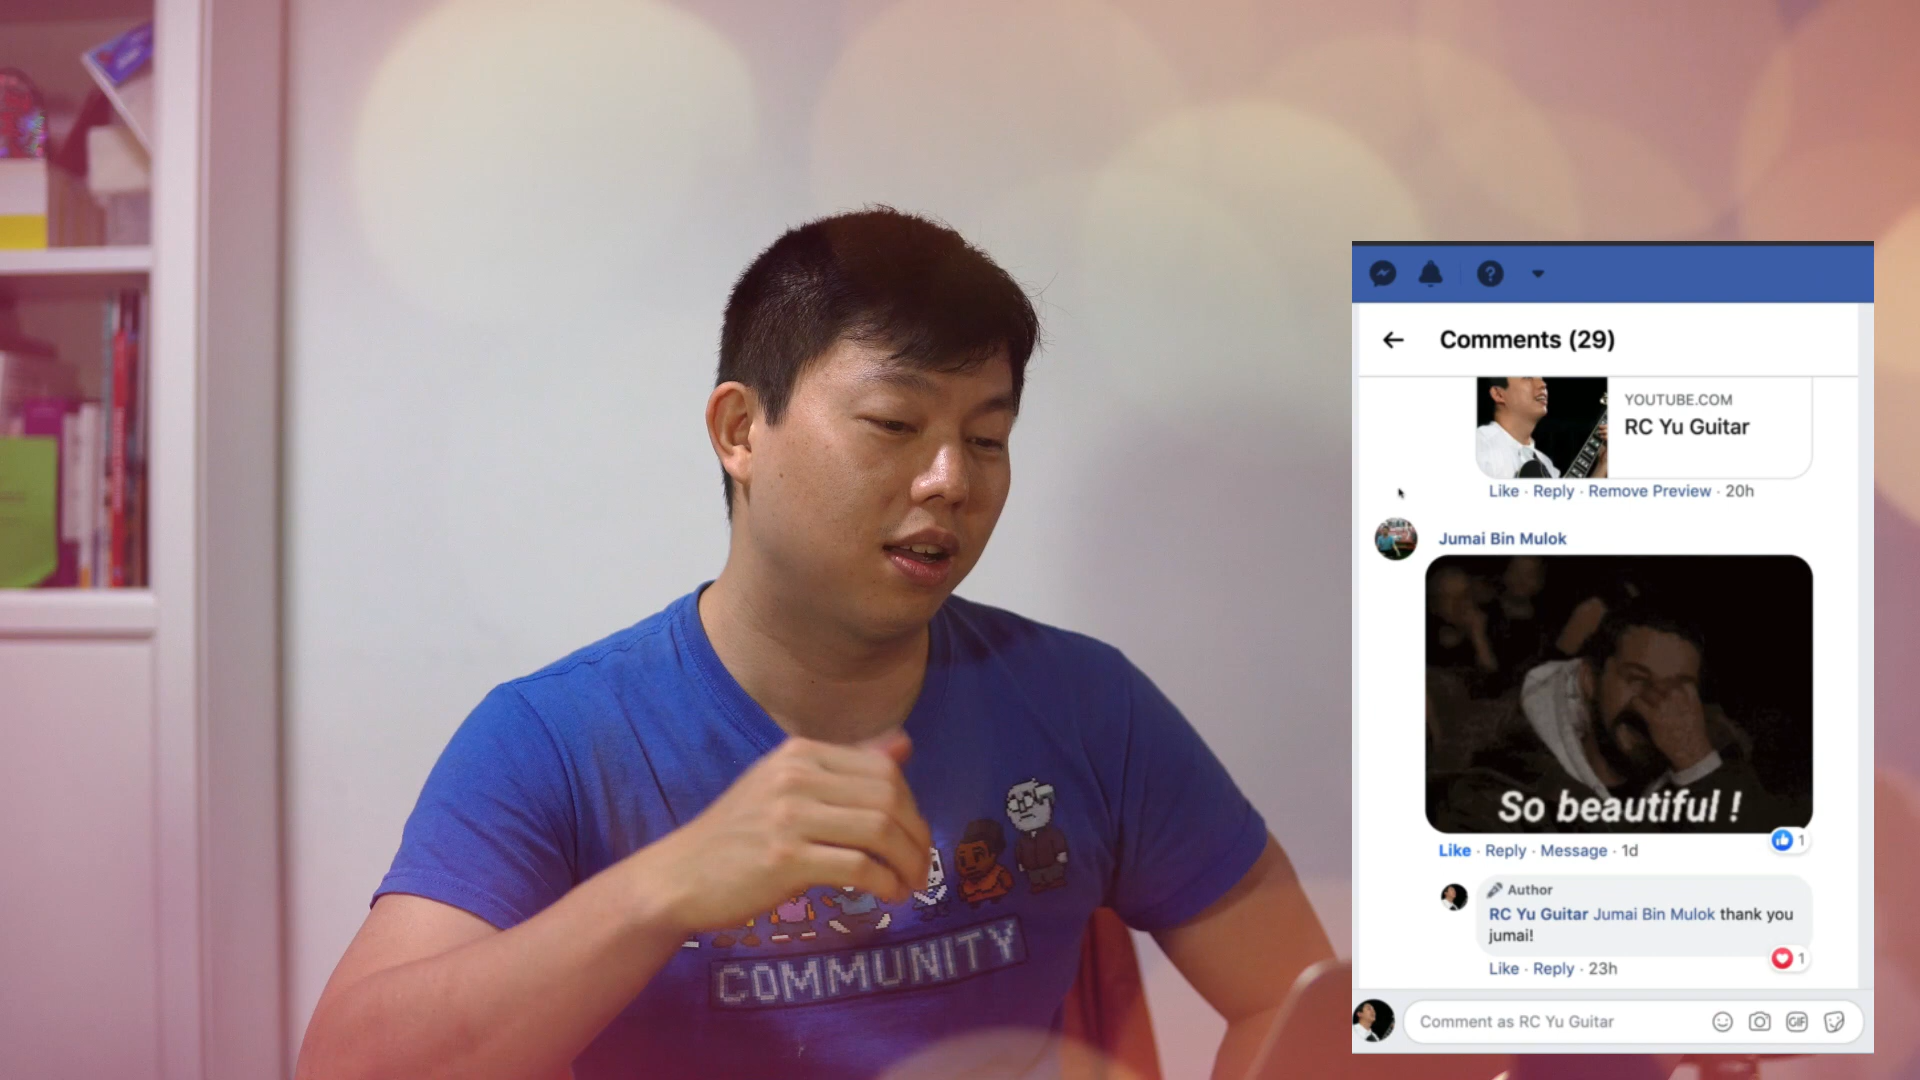 COMMUNITY
Comments (29)
YOUTUBE.COM
RC Yu Guitar
Like · Reply · Remove Preview · 20h
Jumai Bin Mulok
So beautiful !
Like · Reply · Message · 1d
1
Author
RC Yu Guitar Jumai Bin Mulok thank you
jumai!
1
Like · Reply · 23h
Comment as RC Yu Guitar
GIF